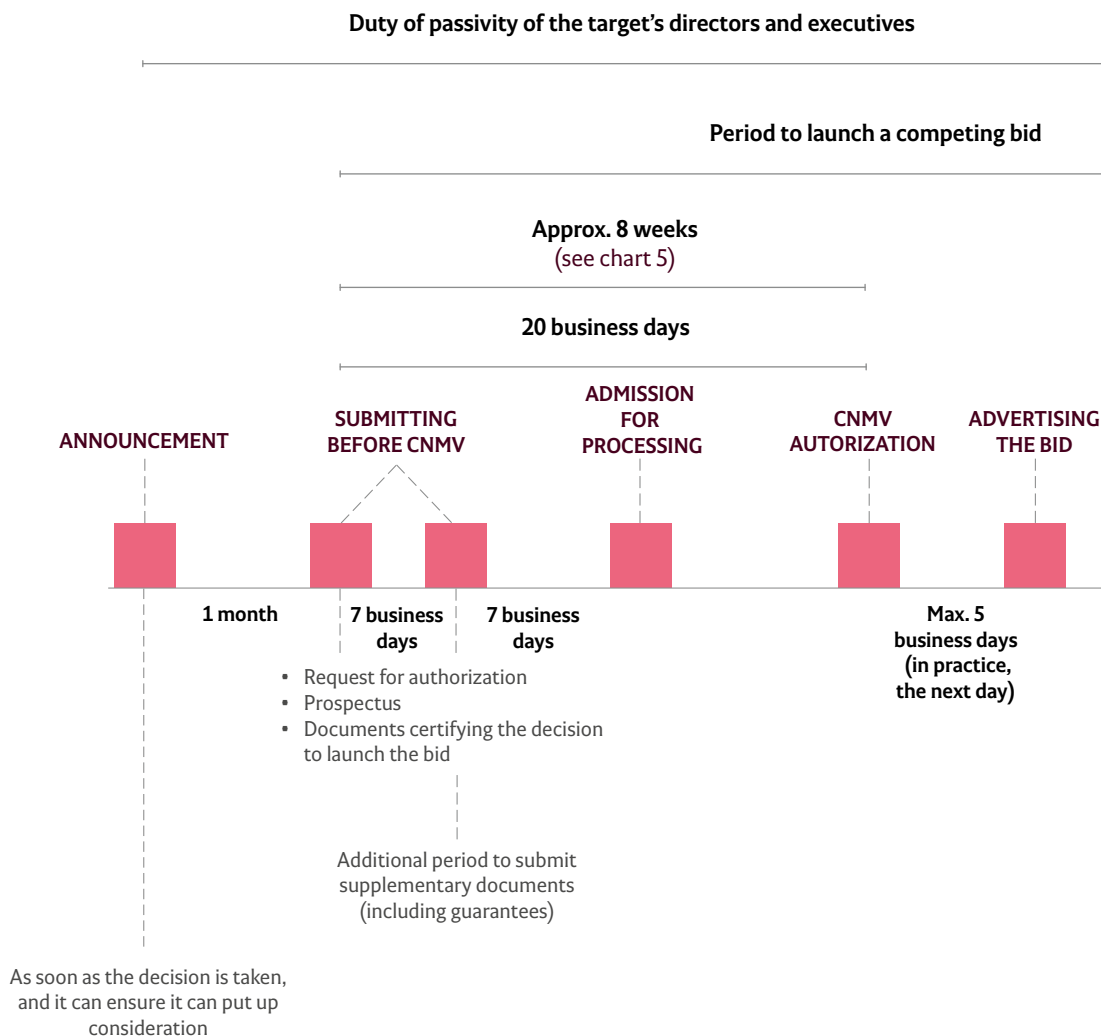 Duty of passivity of the target’s directors and executives
Period to launch a competing bid
Approx. 8 weeks
(see chart 5)
20 business days
ANNOUNCEMENT
SUBMITTING
BEFORE CNMV
ADMISSION
FOR
PROCESSING
CNMV
AUTORIZATION
ADVERTISING
THE BID
1 month
7 business
days
7 business
days
Max. 5
business days
(in practice,
the next day)
• Request for authorization
• Prospectus
• Documents certifying the decision
to launch the bid
Additional period to submit
supplementary documents
(including guarantees)
As soon as the decision is taken,
and it can ensure it can put up
consideration